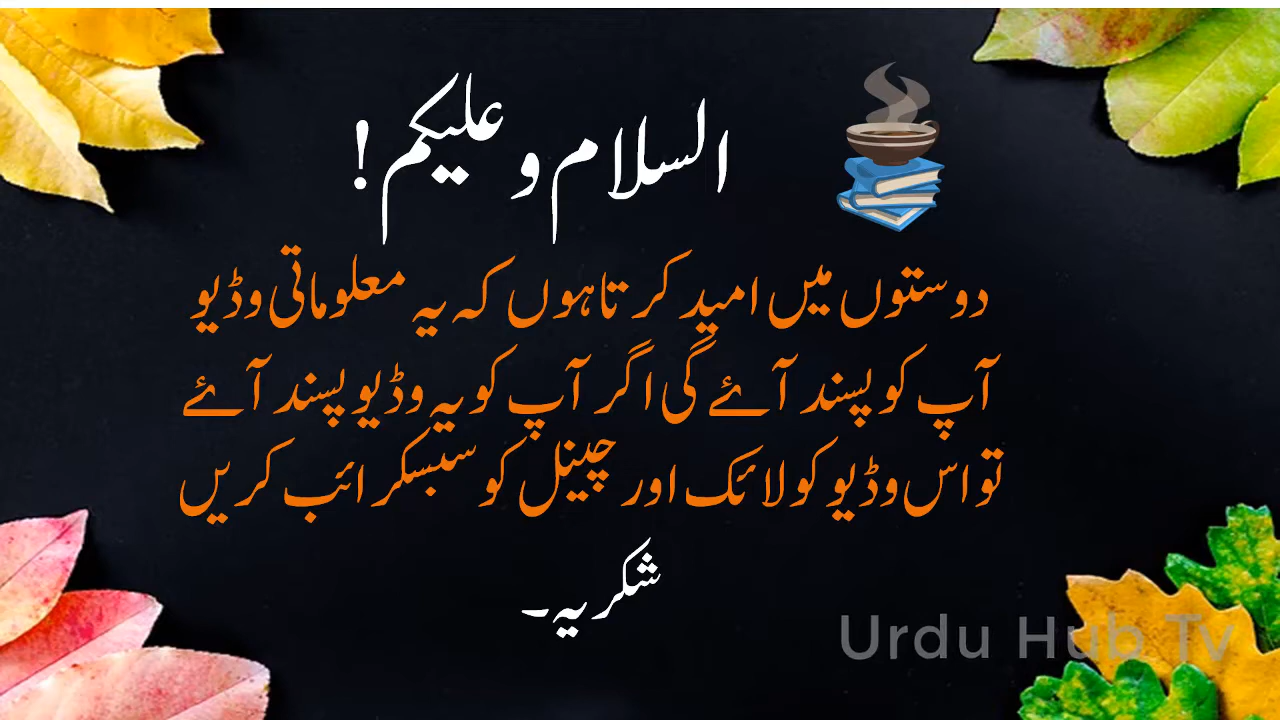 السلام و علیکم!
دوستوں میں امید کرتا ہوں کہ یہ معلوماتی وڈیو
آپ کو پسند آئے گی اگر آپ کو یہ وڈیو پسند آئے
تو اس وڈیو کو لائک اور چینل کو سبسکرائب کریں
شکریہ۔
Urdu Hub Tv